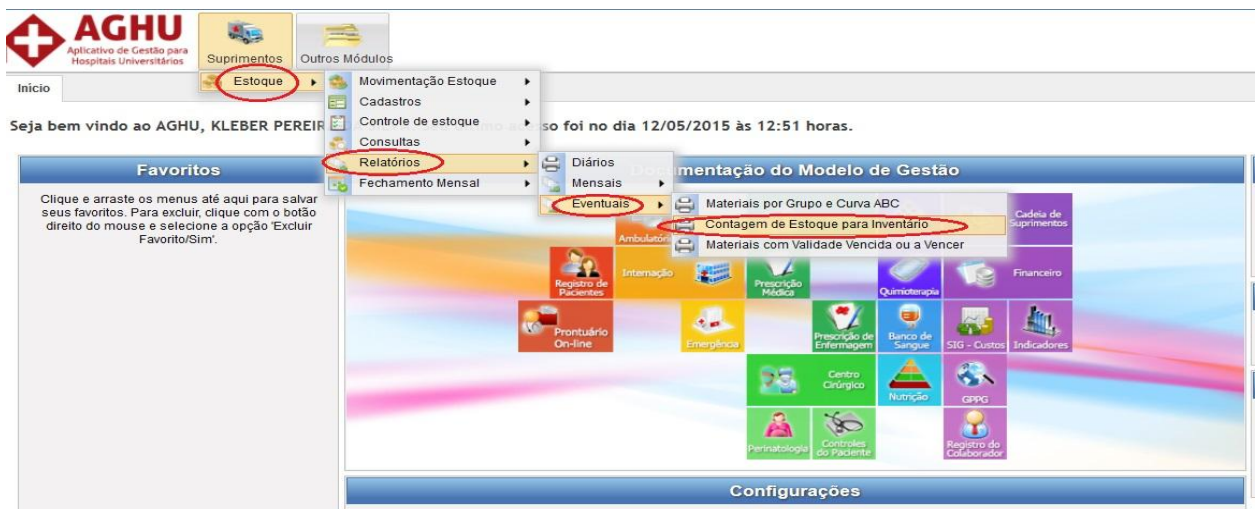 AGHU
Aplicativo de Gestão para
Hospitais Universitários
Suprimentos
Outros Módulos
Início
Estoque
Movimentação Estoque
Cadastros
Controle de estoque
Consultas
Relatórios
Fechamento Mensal
Diários
Mensais
Eventuais
Materiais por Grupo e Curva ABC
Contagem de Estoque para Inventário
Materiais com Validade Vencida ou a Vencer
Seja bem vindo ao AGHU, KLEBER PEREIR
so foi no dia 12/05/2015 às 12:51 horas.
Favoritos
Clique e arraste os menus até aqui para salvar
seus favoritos. Para excluir, clique com o botão
direito do mouse e selecione a opção 'Excluir
Favorito/Sim'.
mentação do Modelo de Gestão
Ambulatóri
Cadeia de
Suprimentos
Registro de
Pacientes
Internação
Prescrição
Médica
Quimioterapia
Financeiro
Prontuário
On-line
Emergência
Prescrição de
Enfermagem
Banco de
Sangue
SIG - Custos
Indicadores
Centro
Cirúrgico
Nutrição
GPPG
Perinatologia
Controles
do Paciente
Registro do
Colaborador
Configurações